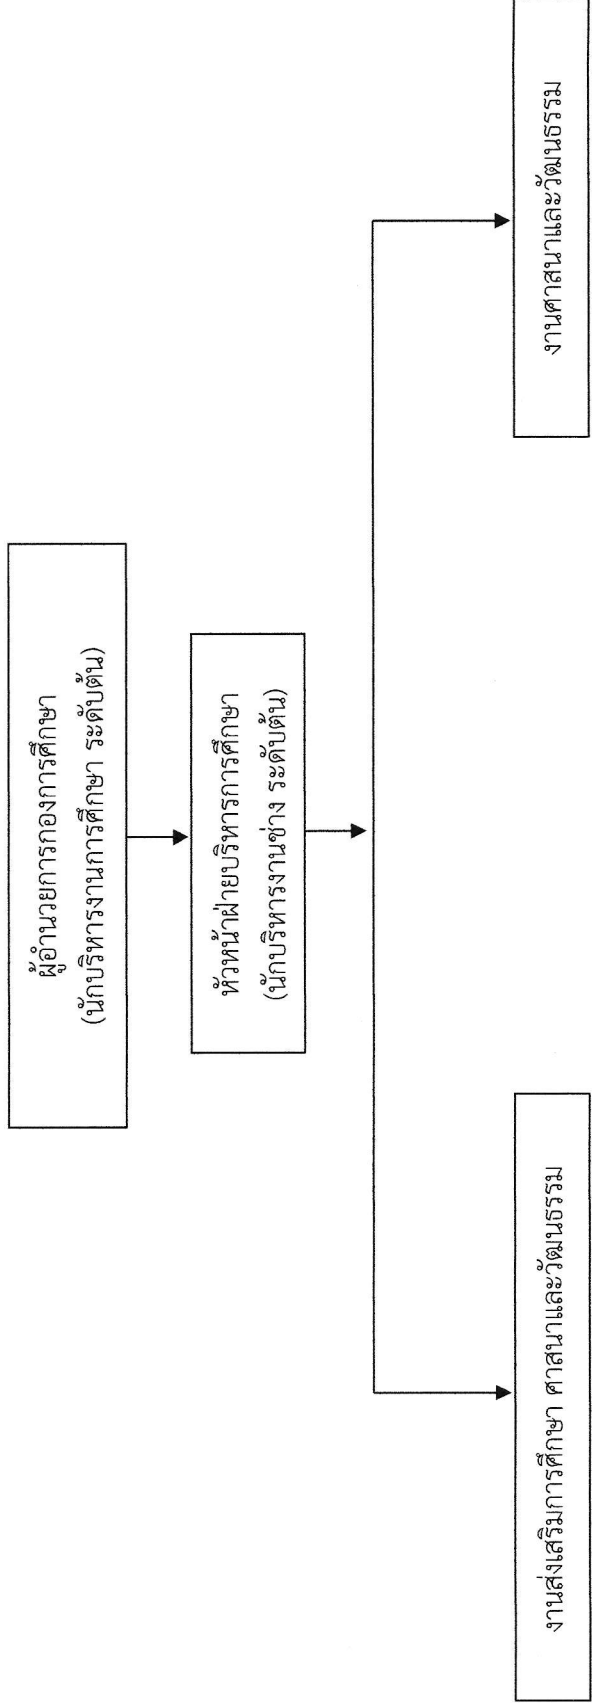 ผู้อำนวยการกองการศึกษา
(นักบริหารงานการศึกษา ระดับต้น)
หัวหน้าฝ่ายบริหารการศึกษา
(นักบริหารงานช่าง ระดับต้น)
งานส่งเสริมการศึกษา ศาสนาและวัฒนธรรม
งานศาสนาและวัฒนธรรม